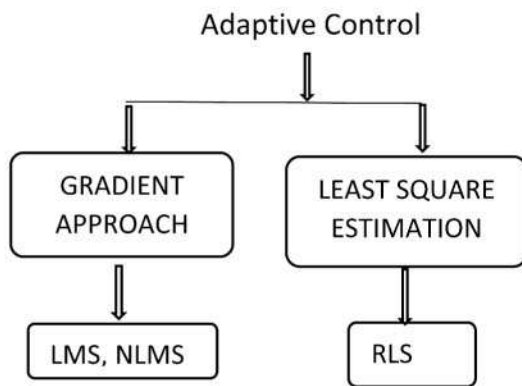 Adaptive Control
GRADIENT
APPROACH
LEAST SQUARE
ESTIMATION
LMS, NLMS
RLS